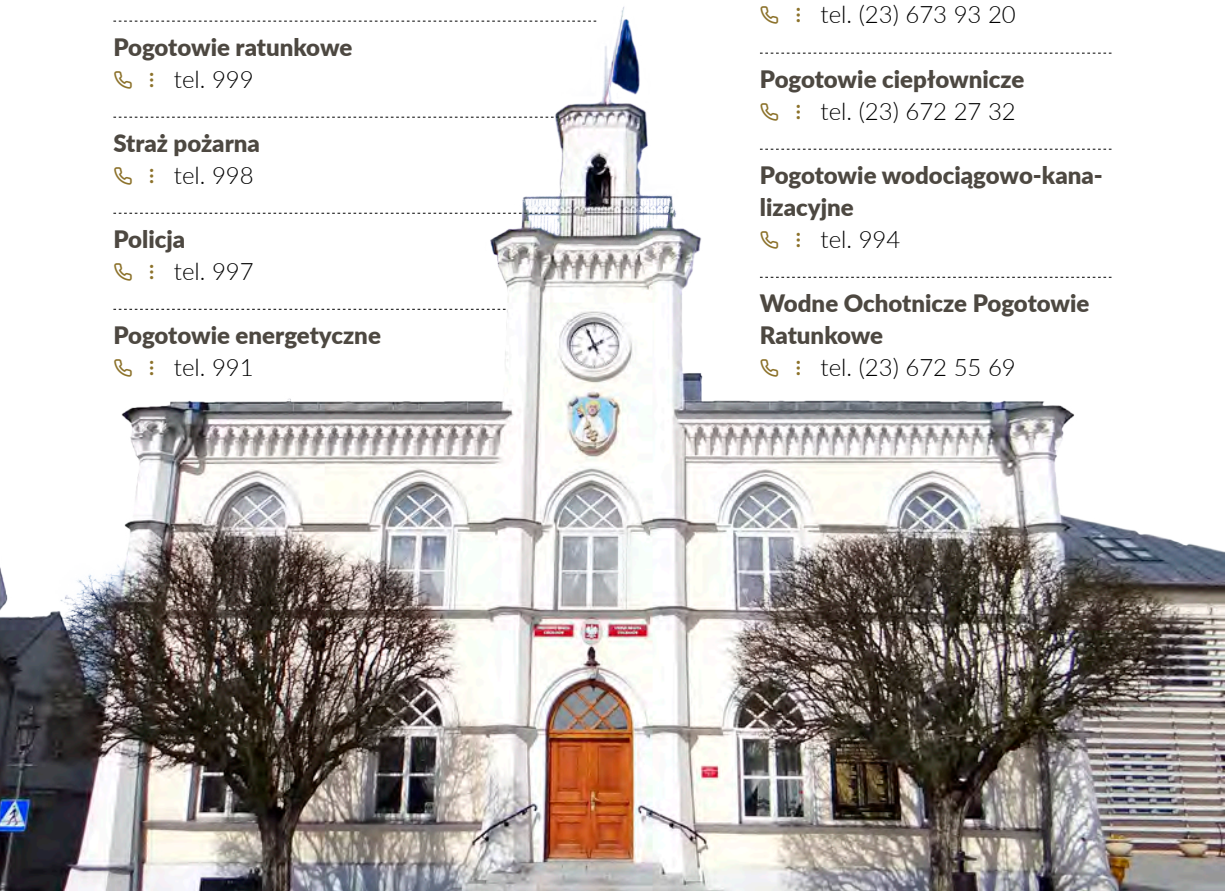 Pogotowie ratunkowe
tel. 999
Straż pożarna
tel. 998
Policja
tel. 997
Pogotowie energetyczne
tel. 991
tel. (23) 673 93 20
Pogotowie ciepłownicze
tel. (23) 672 27 32
Pogotowie wodociągowo-kana-
lizacyjne
tel. 994
Wodne Ochotnicze Pogotowie
Ratunkowe
tel. (23) 672 55 69